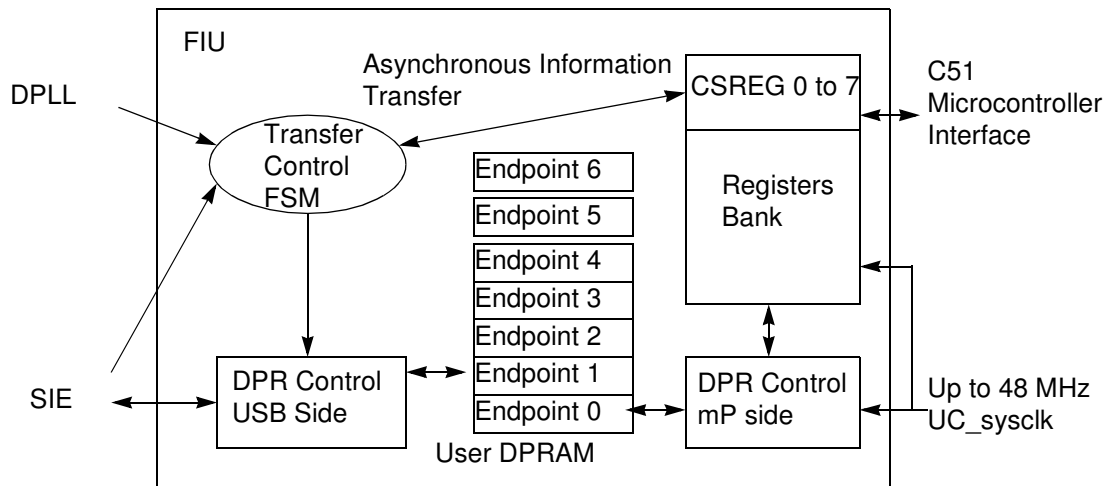 FIU
DPLL
Asynchronous Information
Transfer
CSREG 0 to 7
C51
Microcontroller
Interface
Transfer
Control
FSM
Endpoint 6
Endpoint 5
Endpoint 4
Endpoint 3
Endpoint 2
Endpoint 1
Endpoint 0
Registers
Bank
SIE
DPR Control
USB Side
User DPRAM
DPR Control
mP side
Up to 48 MHz
UC_sysclk